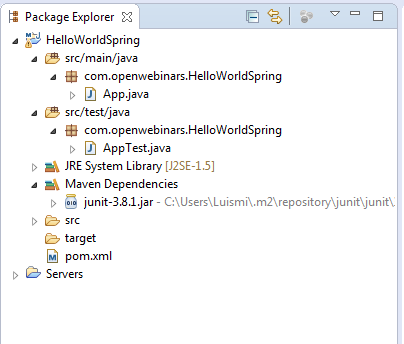 Package Explorer
HelloWorldSpring
src/main/java
com.openwebinars.HelloWorldSpring
App.java
src/test/java
com.openwebinars.HelloWorldSpring
AppTest.java
JRE System Library [J2SE-1.5]
Maven Dependencies
junit-3.8.1.jar - C:\Users\Luismi\.m2\repository\junit\junit\.
src
target
pom.xml
Servers